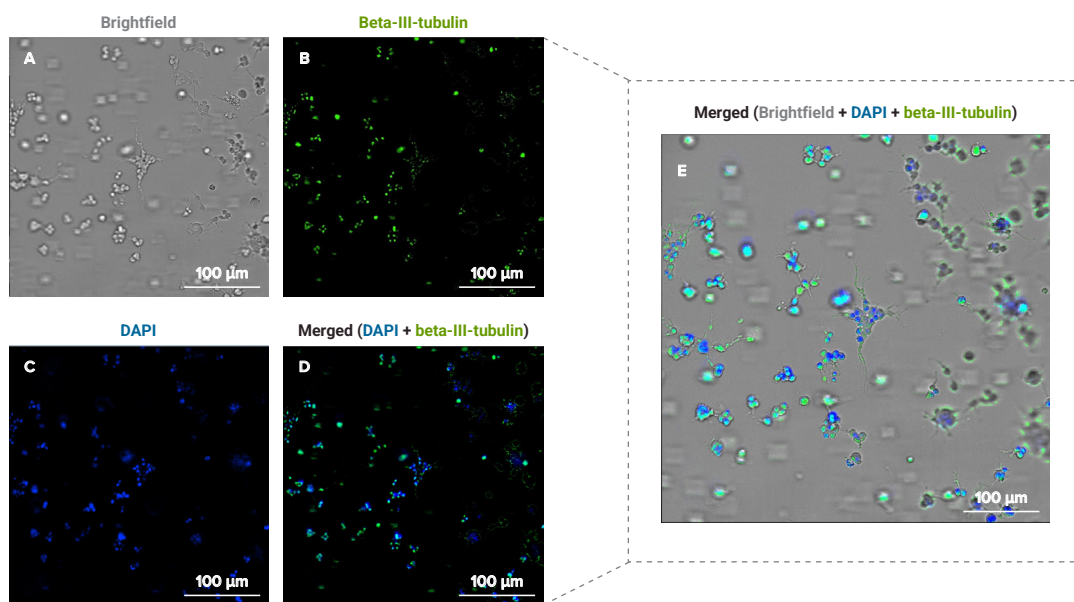 Brightfield
Beta-III-tubulin
A
B
100 µm
100 µm
DAPI
Merged (DAPI + beta-III-tubulin)
C
D
100 µm
100 µm
Merged (Brightfield + DAPI + beta-III-tubulin)
E
100 µm